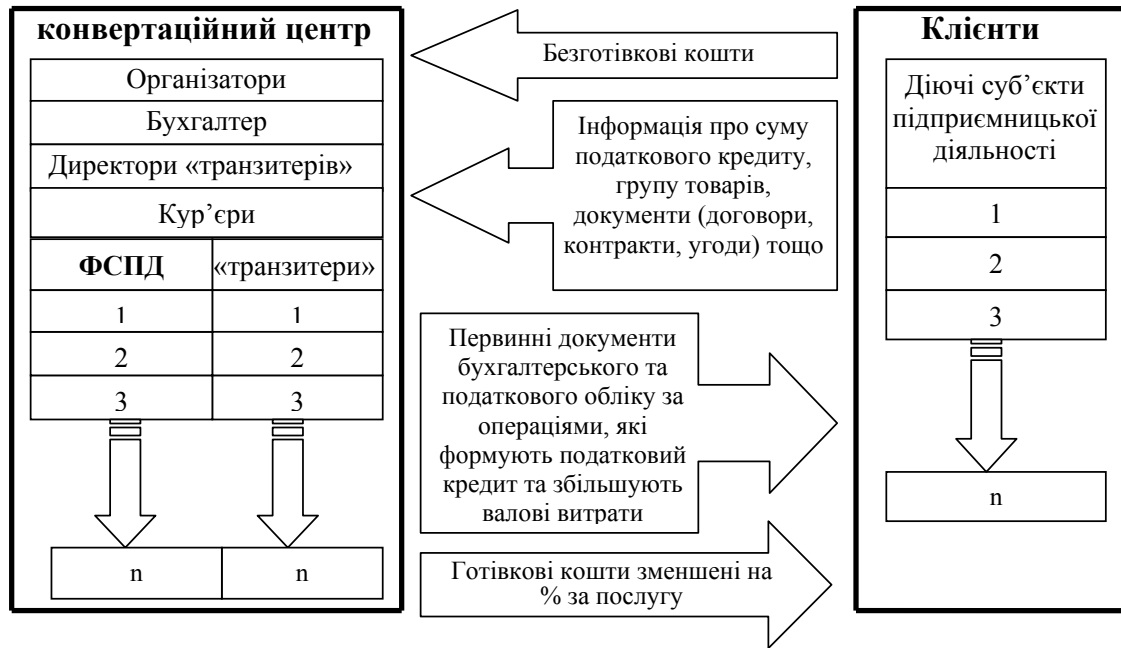 конвертаційний центр
Організатори
Бухгалтер
Директори «транзитерів»
Кур’єри
ФСПД
«транзитери»
1
1
2
2
3
3
n
n
Безготівкові кошти
Інформація про суму
податкового кредиту,
групу товарів,
документи (договори,
контракти, угоди) тощо
Первинні документи
бухгалтерського та
податкового обліку за
операціями, які
формують податковий
кредит та збільшують
валові витрати
Готівкові кошти зменшені на
% за послугу
Клієнти
Діючі суб’єкти
підприємницької
діяльності
1
2
3
n